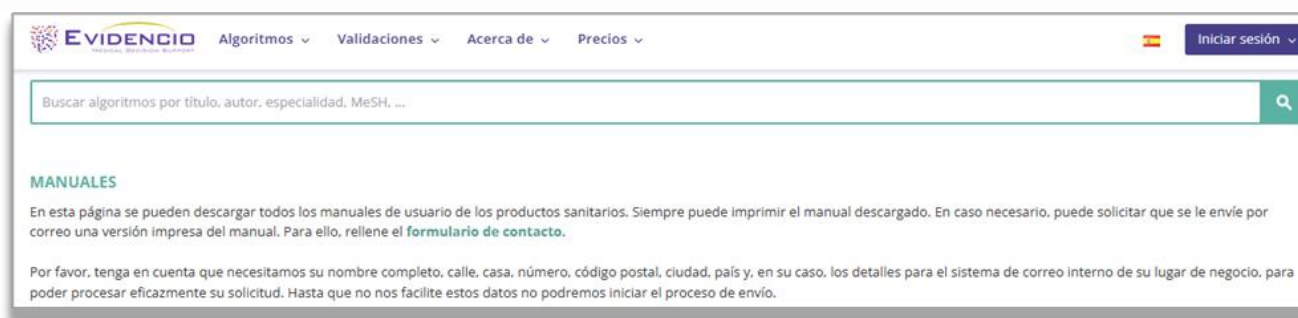 EVIDENCIO
MEDICAL DECISION SUPPORT
Algoritmos Validaciones Acerca de Precios Iniciar sesión
Buscar algoritmos por título, autor, especialidad, MeSH, ...
MANUALES
En esta página se pueden descargar todos los manuales de usuario de los productos sanitarios. Siempre puede imprimir el manual descargado. En caso necesario, puede solicitar que se le envíe por
correo una versión impresa del manual. Para ello, rellene el formulario de contacto.
Por favor, tenga en cuenta que necesitamos su nombre completo, calle, casa, número, código postal, ciudad, país y, en su caso, los detalles para el sistema de correo interno de su lugar de negocio, para
poder procesar eficazmente su solicitud. Hasta que no nos facilite estos datos no podremos iniciar el proceso de envío.